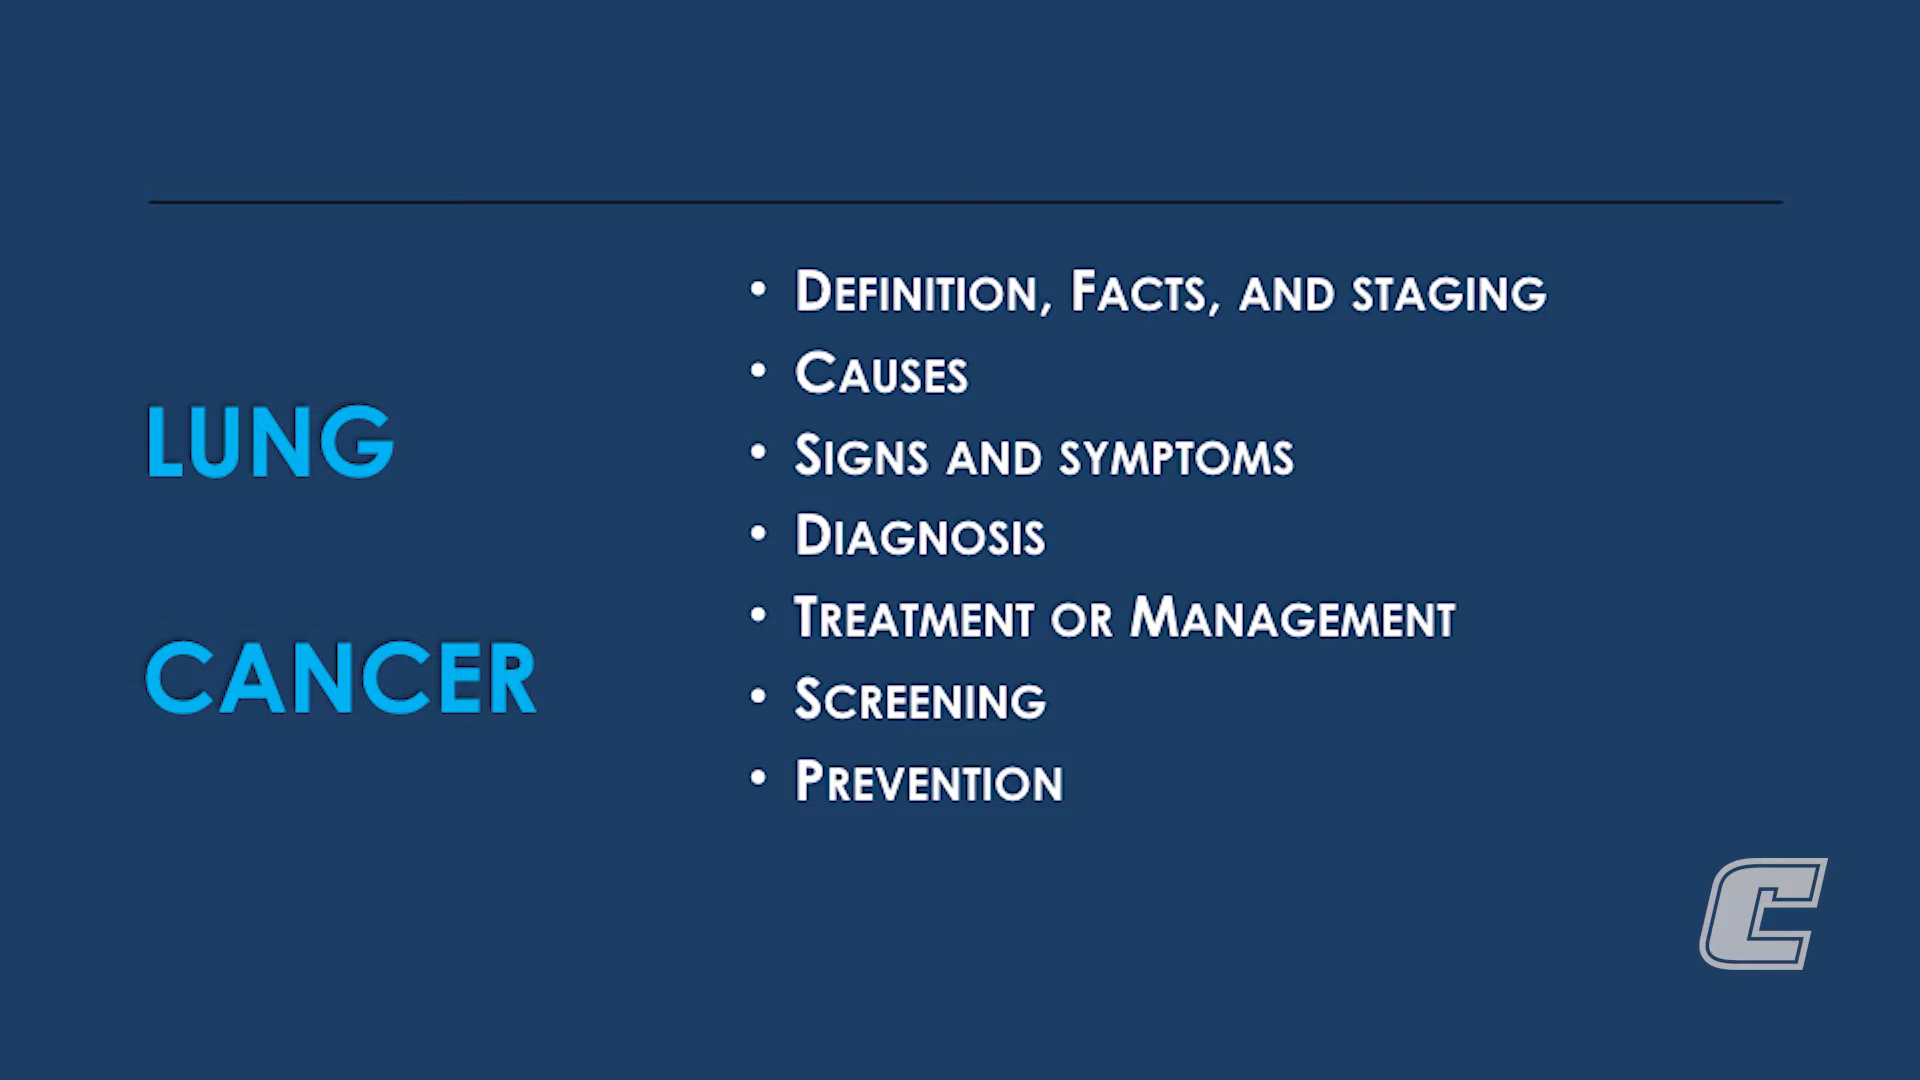 LUNG
CANCER
• Definition, Facts, and staging
• Causes
• Signs and symptoms
• Diagnosis
• Treatment or Management
• Screening
• Prevention
C